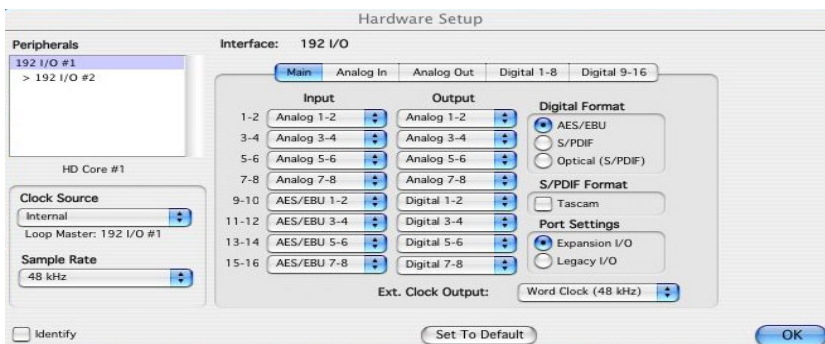 Hardware Setup
Peripherals
192 I/O #1
> 192 I/O #2
HD Core #1
Clock Source
Internal
Loop Master: 192 I/O #1
Sample Rate
48 kHz
Identify
Interface: 192 I/O
Main Analog In Analog Out Digital 1-8 Digital 9-16
Input Output
1-2 Analog 1-2 Analog 1-2
3-4 Analog 3-4 Analog 3-4
5-6 Analog 5-6 Analog 5-6
7-8 Analog 7-8 Analog 7-8
9-10 AES/EBU 1-2 Digital 1-2
11-12 AES/EBU 3-4 Digital 3-4
13-14 AES/EBU 5-6 Digital 5-6
15-16 AES/EBU 7-8 Digital 7-8
Digital Format
AES/EBU
S/PDIF
Optical (S/PDIF)
S/PDIF Format
Tascam
Port Settings
Expansion I/O
Legacy I/O
Ext. Clock Output: Word Clock (48 kHz)
Set To Default
OK